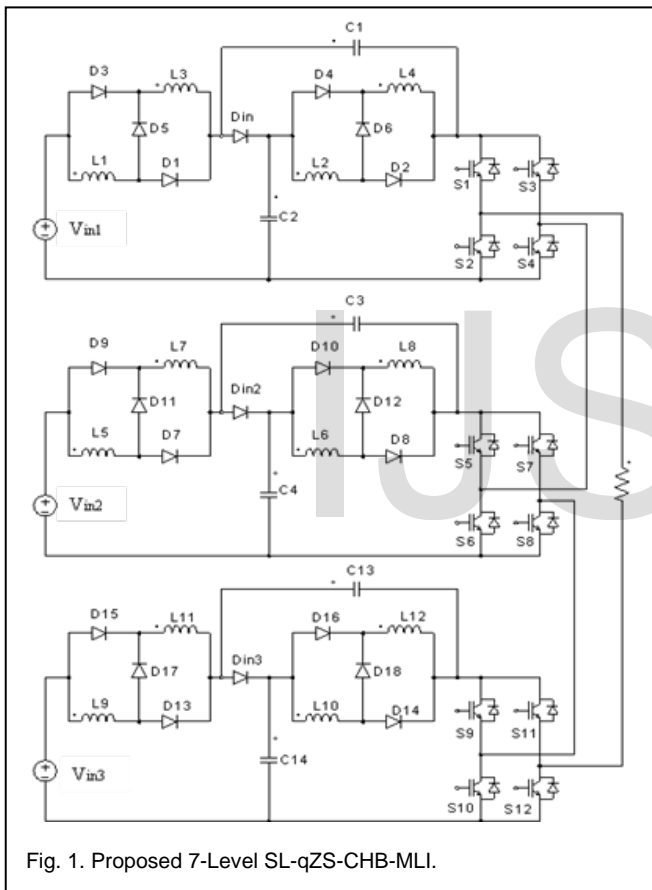 C1
D3
L3
D4
L4
Din
D5
D6
L1
D1
L2
D2
S1
S3
Vin1
C2
S2
S4
C3
D9
L7
D10
L8
Din2
D11
D12
L5
D7
L6
D8
S5
S7
Vin2
C4
S6
S8
IJS
C13
D15
L11
D16
L12
Din3
D17
D18
L9
D13
L10
D14
S9
S11
Vin3
C14
S10
S12
Fig. 1. Proposed 7-Level SL-qZS-CHB-MLI.